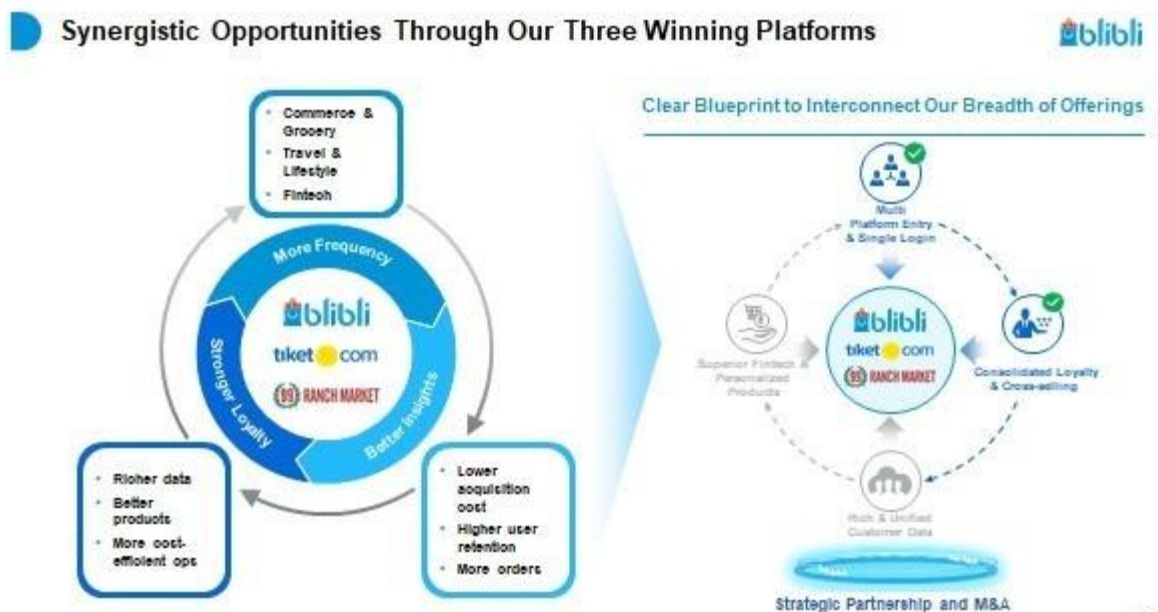 Synergistic Opportunities Through Our Three Winning Platforms
blibli
• Commerce &
Grocery
• Travel &
Lifestyle
• Fintech
More Frequency
Better Insights
Stronger Loyalty
blibli
tiket com
99 RANCH MARKET
• Richer data
• Better
products
• More cost-
efficient ops
• Lower
acquisition
cost
• Higher user
retention
• More orders
Clear Blueprint to Interconnect Our Breadth of Offerings
Multi
Platform Entry
& Single Login
Consolidated Loyalty
& Cross-selling
Rich & Unified
Customer Data
Superior Fintech &
Personalized
Products
blibli
tiket com
99 RANCH MARKET
Strategic Partnership and M&A